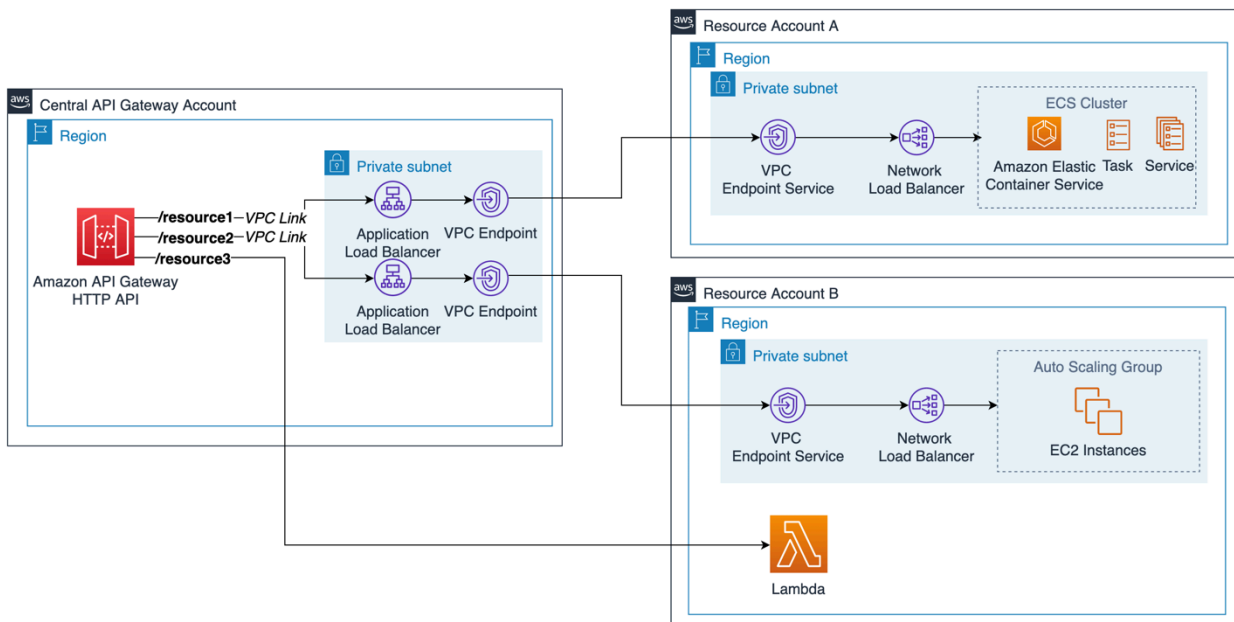 aws
Central API Gateway Account
Region
Private subnet
/resource1
VPC Link
/resource2
VPC Link
/resource3
Amazon API Gateway
HTTP API
Application
Load Balancer
VPC Endpoint
Application
Load Balancer
VPC Endpoint
aws
Resource Account A
Region
Private subnet
VPC
Endpoint Service
Network
Load Balancer
ECS Cluster
Amazon Elastic
Container Service
Task
Service
aws
Resource Account B
Region
Private subnet
VPC
Endpoint Service
Network
Load Balancer
Auto Scaling Group
EC2 Instances
Lambda